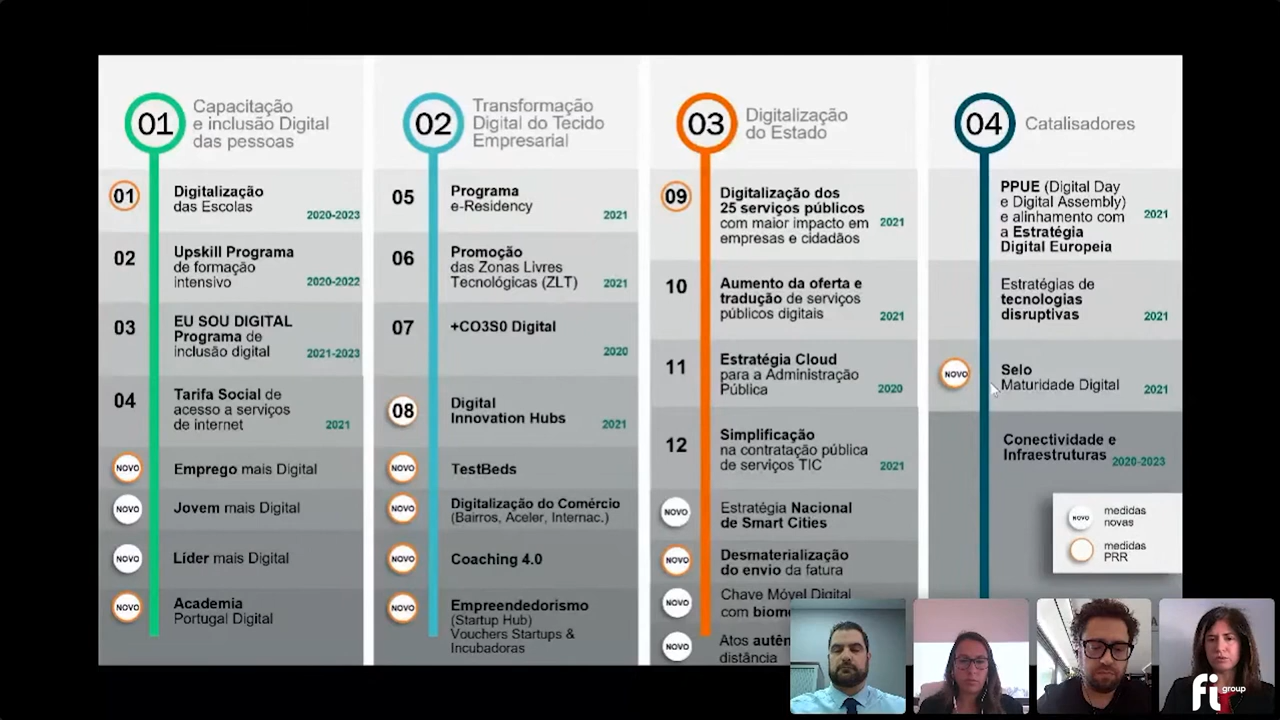 01
Capacitação
e inclusão Digital
das pessoas
01
Digitalização
das Escolas
2020-2023
02
Upskill Programa
de formação
intensivo
2020-2022
03
EU SOU DIGITAL
Programa de
inclusão digital
2021-2023
04
Tarifa Social de
acesso a serviços
de internet
2021
NOVO
Emprego mais Digital
NOVO
Jovem mais Digital
NOVO
Líder mais Digital
NOVO
Academia
Portugal Digital
02
Transformação
Digital do Tecido
Empresarial
05
Programa
e-Residency
2021
06
Promoção
das Zonas Livres
Tecnológicas (ZLT)
2021
07
+CO3S0 Digital
2020
08
Digital
Innovation Hubs
2021
NOVO
TestBeds
NOVO
Digitalização do Comércio
(Bairros, Aceler, Internac.)
NOVO
Coaching 4.0
NOVO
Empreendedorismo
(Startup Hub)
Vouchers Startups &
Incubadoras
03
Digitalização
do Estado
09
Digitalização dos
25 serviços públicos
com maior impacto em
empresas e cidadãos
2021
10
Aumento da oferta e
tradução de serviços
públicos digitais
2021
11
Estratégia Cloud
para a Administração
Pública
2020
12
Simplificação
na contratação pública
de serviços TIC
2021
NOVO
Estratégia Nacional
de Smart Cities
NOVO
Desmaterialização
do envio da fatura
NOVO
Chave Móvel Digital
com
NOVO
Atos
distância
04
Catalisadores
PPUE (Digital Day
e Digital Assembly)
e alinhamento com
a Estratégia
Digital Europeia
2021
Estratégias de
tecnologias
disruptivas
2021
NOVO
Selo
Maturidade Digital
2021
Conectividade e
Infraestruturas
2020-2023
NOVO
medidas
novas
medidas
PRR
fi group